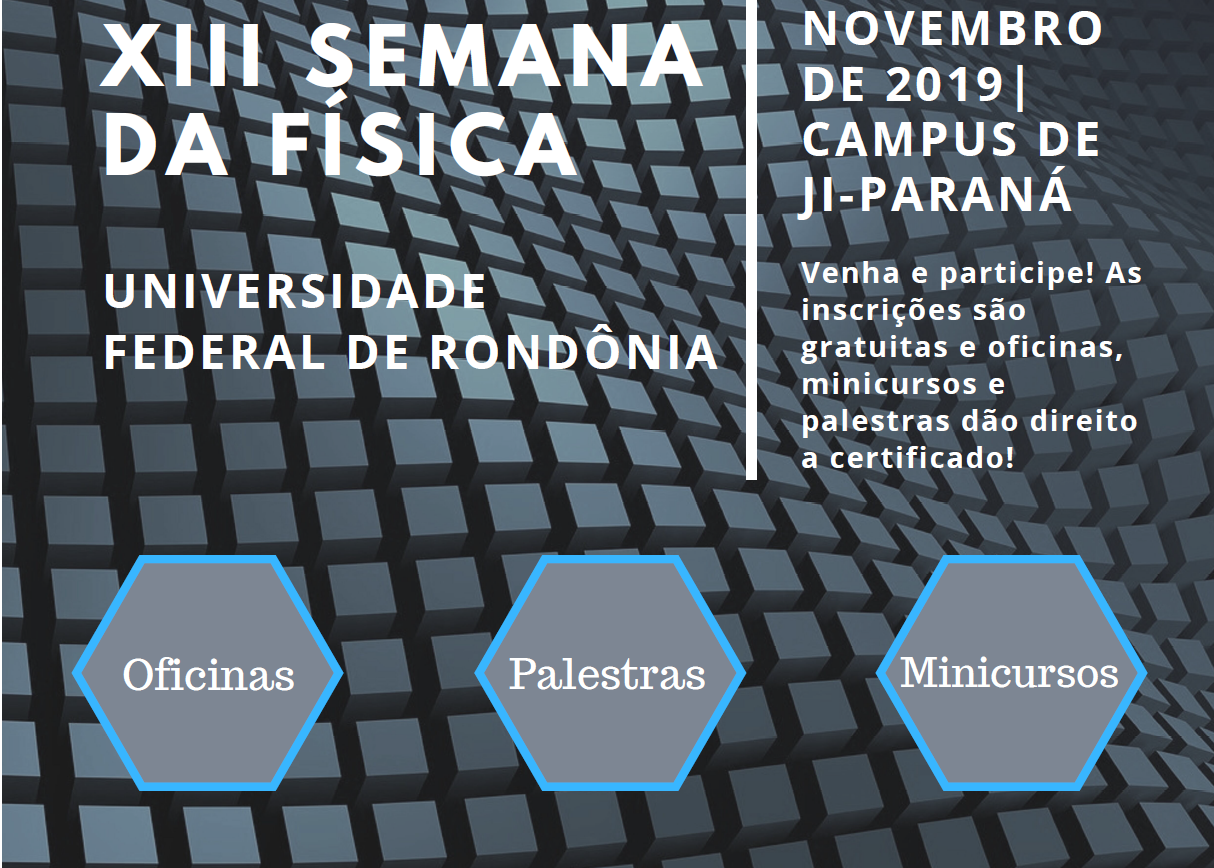 XIII SEMANA
DA FÍSICA
UNIVERSIDADE
FEDERAL DE RONDÔNIA
NOVEMBRO
DE 2019|
CAMPUS DE
JI-PARANÁ
Venha e participe! As
inscrições são
gratuitas e oficinas,
minicursos e
palestras dão direito
a certificado!
Oficinas
Palestras
Minicursos